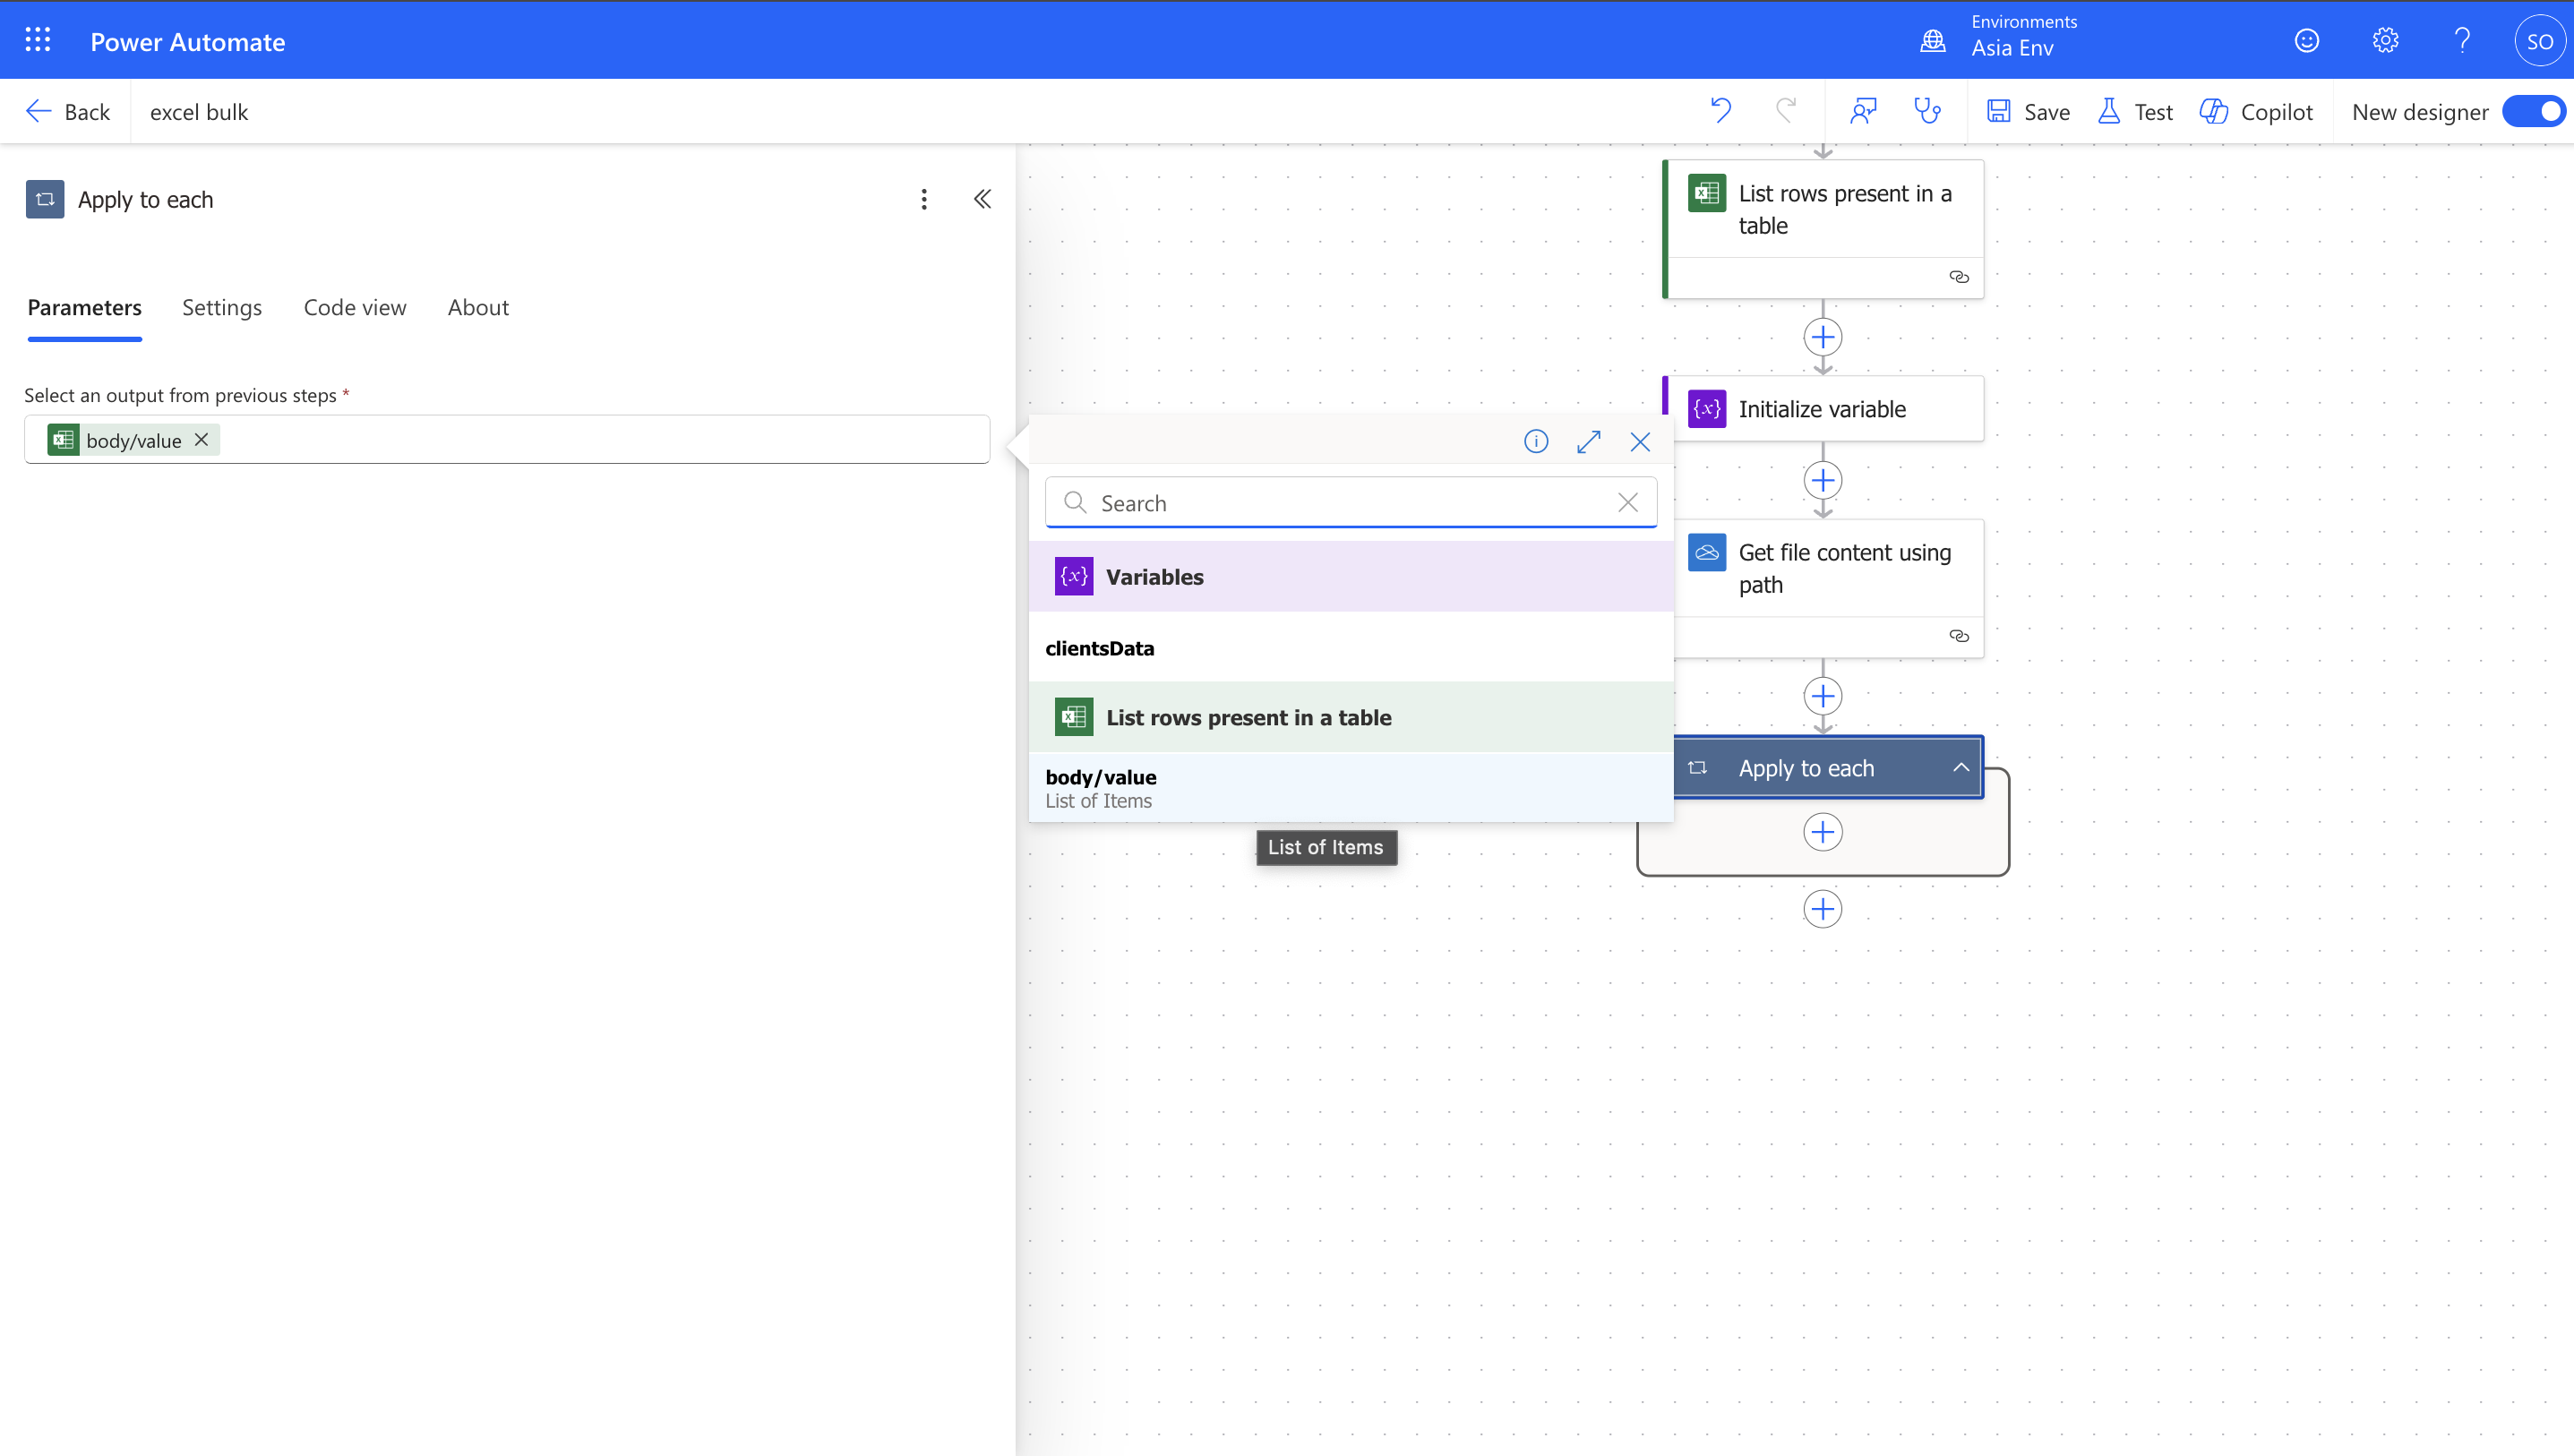 Power Automate
Environments
Asia Env
SO
Back
excel bulk
Save
Test
Copilot
New designer
Apply to each
Parameters
Settings
Code view
About
Select an output from previous steps *
body/value
Search
{x} Variables
clientsData
List rows present in a table
body/value
List of Items
List of Items
List rows present in a
table
{x} Initialize variable
Get file content using
path
Apply to each